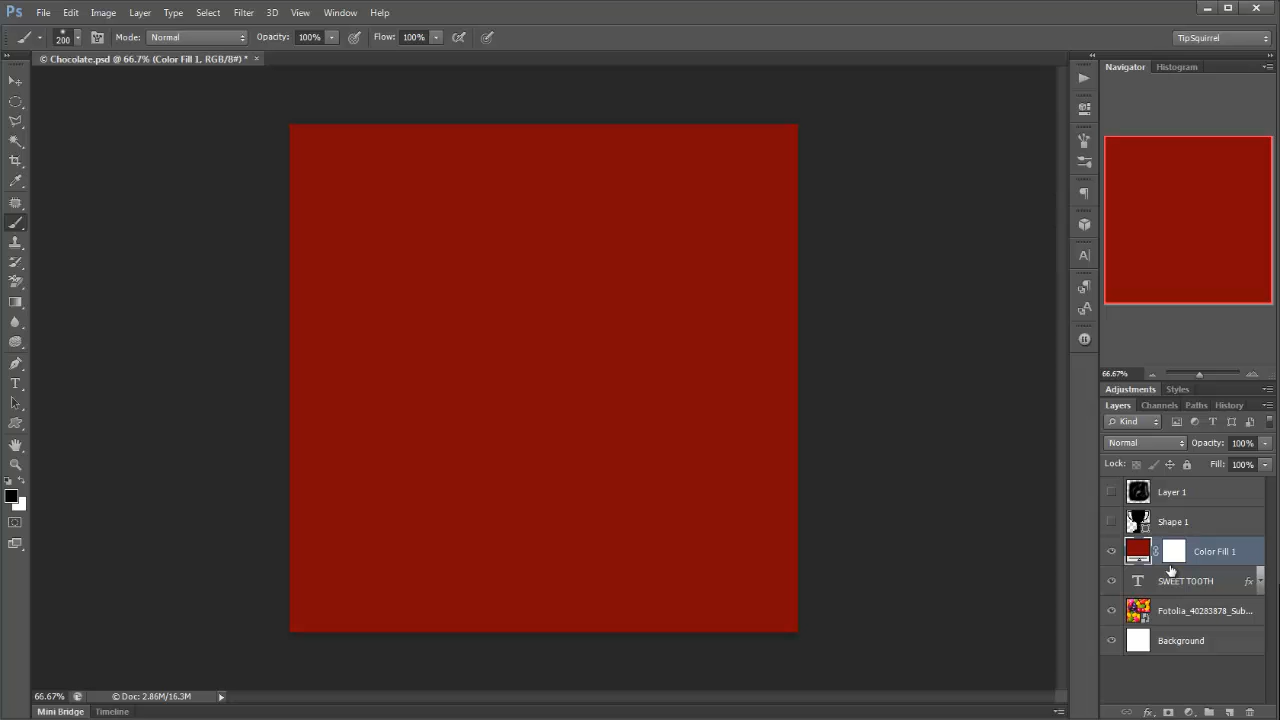 Ps File Edit Image Layer Type Select Filter 3D View Window Help
200 Mode: Normal Opacity: 100% Flow: 100% TipSquirrel
© Chocolate.psd @ 66.7% (Color Fill 1, RGB/8#) * ×
Navigator Histogram
66.67%
Adjustments Styles
Layers Channels Paths History
Kind
Normal Opacity: 100%
Lock: Fill: 100%
Layer 1
Shape 1
Color Fill 1
T SWEET TOOTH fx
Fotolia_40283878_Sub...
Background
66.67% © Doc: 2.86M/16.3M
Mini Bridge Timeline
fx